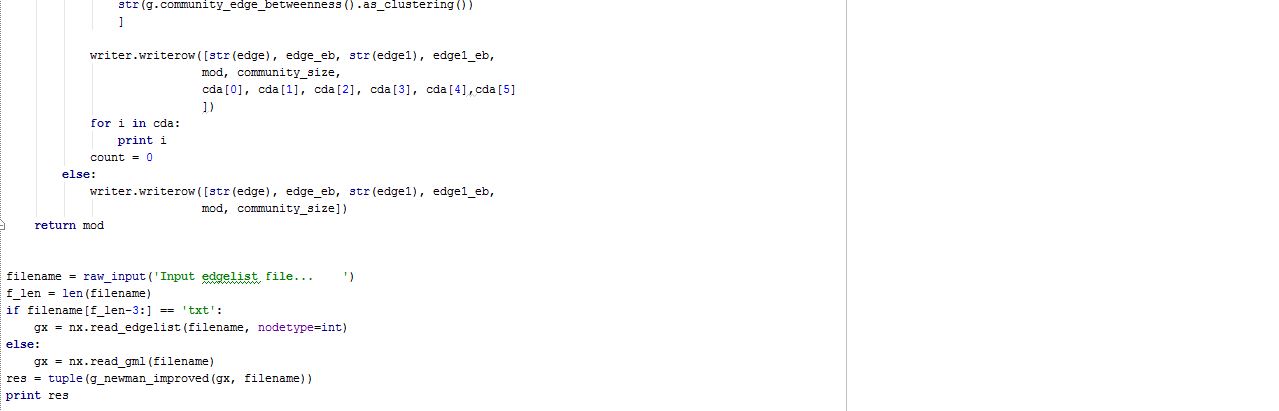 str(g.community_edge_betweenness().as_clustering())
]
writer.writerow([str(edge), edge_eb, str(edge1), edge1_eb,
mod, community_size,
cda[0], cda[1], cda[2], cda[3], cda[4],cda[5]
])
for i in cda:
print i
count = 0
else:
writer.writerow([str(edge), edge_eb, str(edge1), edge1_eb,
mod, community_size])
return mod
filename = raw_input('Input edgelist file...    ')
f_len = len(filename)
if filename[f_len-3:] == 'txt':
gx = nx.read_edgelist(filename, nodetype=int)
else:
gx = nx.read_gml(filename)
res = tuple(g_newman_improved(gx, filename))
print res